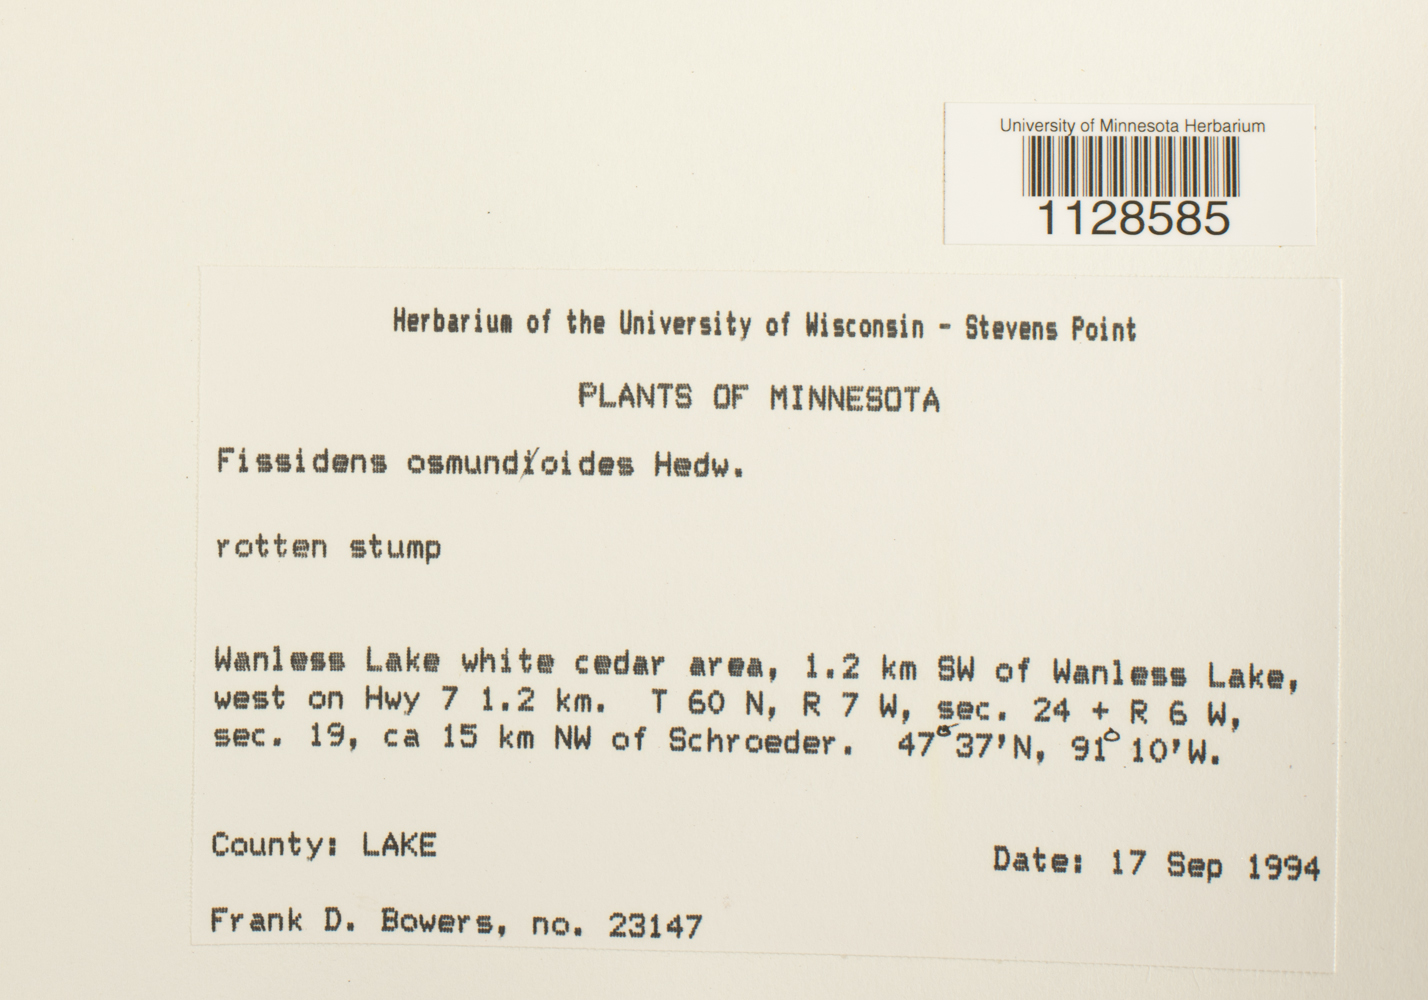 University of Minnesota Herbarium
1128585
Herbarium of the University of Wisconsin - Stevens Point
PLANTS OF MINNESOTA
Fissidens osmundioides Hedw.
rotten stump
Wanless Lake white cedar area, 1.2 km SW of Wanless Lake,
west on Hwy 7 1.2 km. T 60 N, R 7 W, sec. 24 + R 6 W,
sec. 19, ca 15 km NW of Schroeder. 47°37'N, 91°10'W.
County: LAKE
Date: 17 Sep 1994
Frank D. Bowers, no. 23147